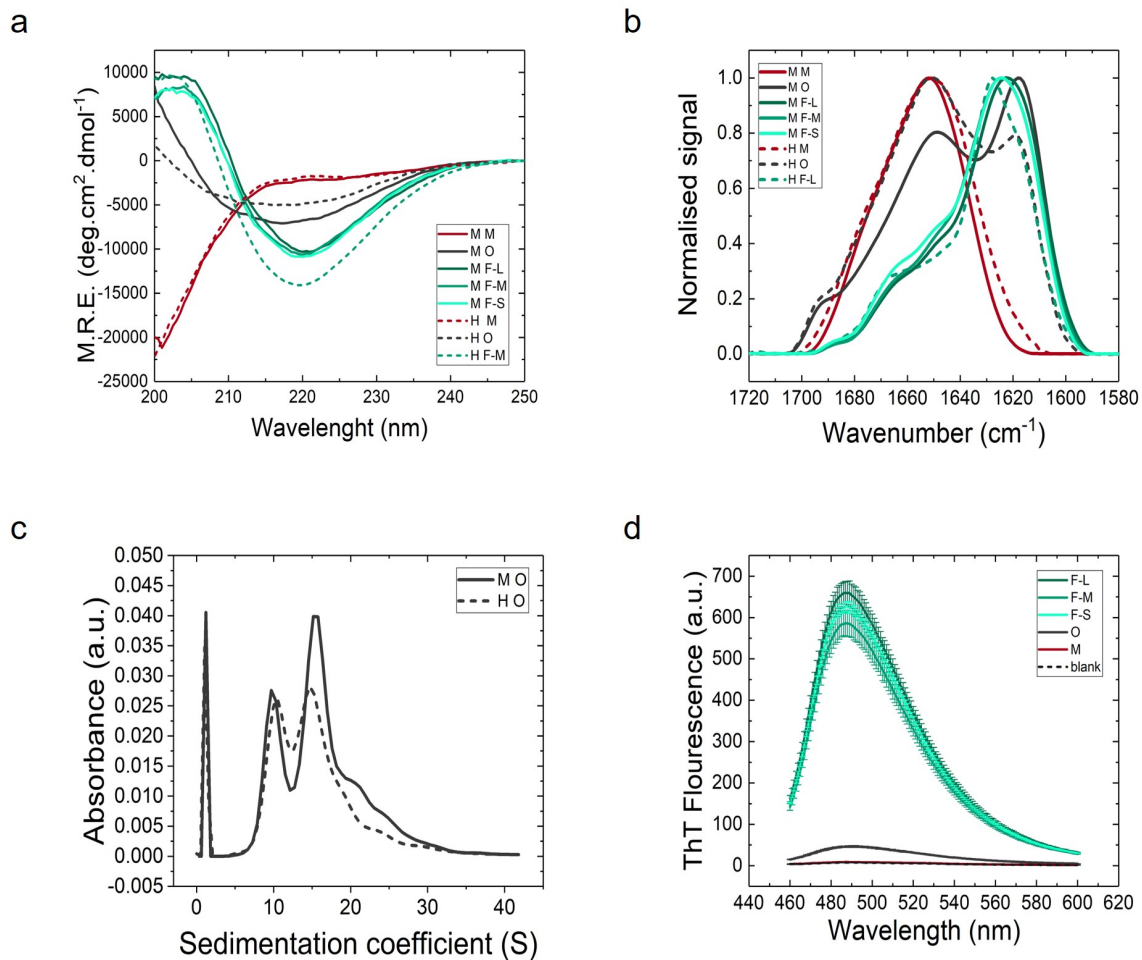 a
M.R.E. (deg.cm².dmol⁻¹)
10000
5000
0
-5000
-10000
-15000
-20000
-25000
M M
M O
M F-L
M F-M
M F-S
H M
H O
H F-M
200 210 220 230 240 250
Wavelenght (nm)
b
Normalised signal
1.0
0.8
0.6
0.4
0.2
0.0
M M
M O
M F-L
M F-M
M F-S
H M
H O
H F-L
1720 1700 1680 1660 1640 1620 1600 1580
Wavenumber (cm⁻¹)
c
Absorbance (a.u.)
0.050
0.045
0.040
0.035
0.030
0.025
0.020
0.015
0.010
0.005
0.000
-0.005
M O
H O
0 10 20 30 40
Sedimentation coefficient (S)
d
ThT Flourescence (a.u.)
700
600
500
400
300
200
100
0
F-L
F-M
F-S
O
M
blank
440 460 480 500 520 540 560 580 600 620
Wavelength (nm)